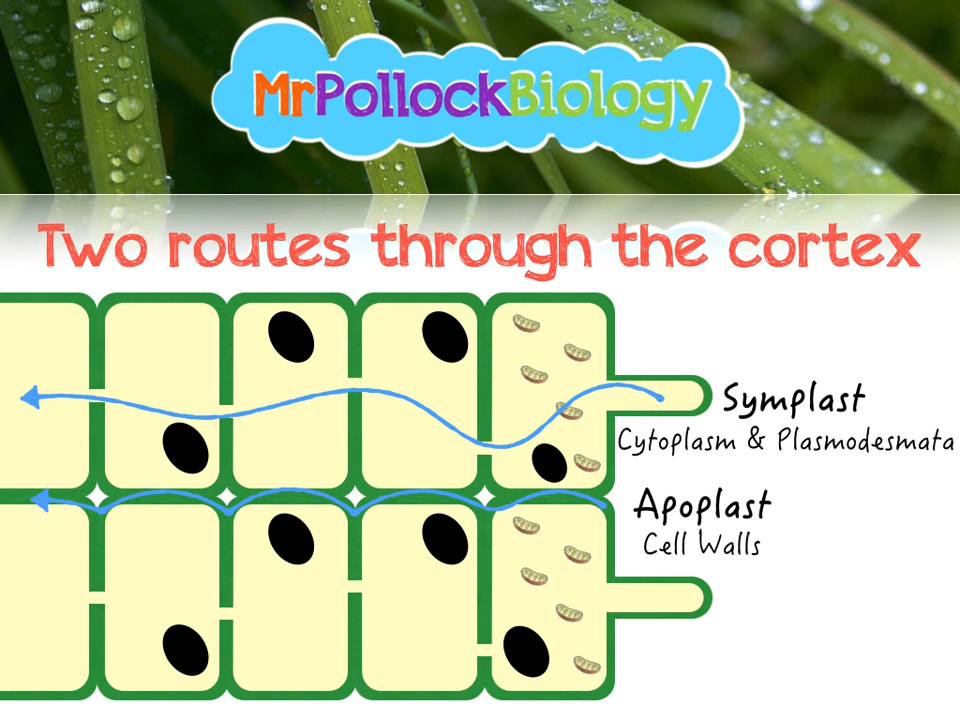 MrPollockBiology
Two routes through the cortex
Symplast
Cytoplasm & Plasmodesmata
Apoplast
Cell Walls